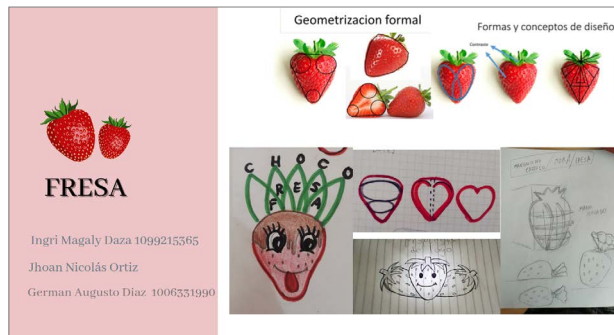 FRESA
Ingri Magaly Daza 1099215365
Jhoan Nicolás Ortiz
German Augusto Diaz 1006331990
Geometrizacion formal
Formas y conceptos de diseño
Contraste
CHOCO
FRESA